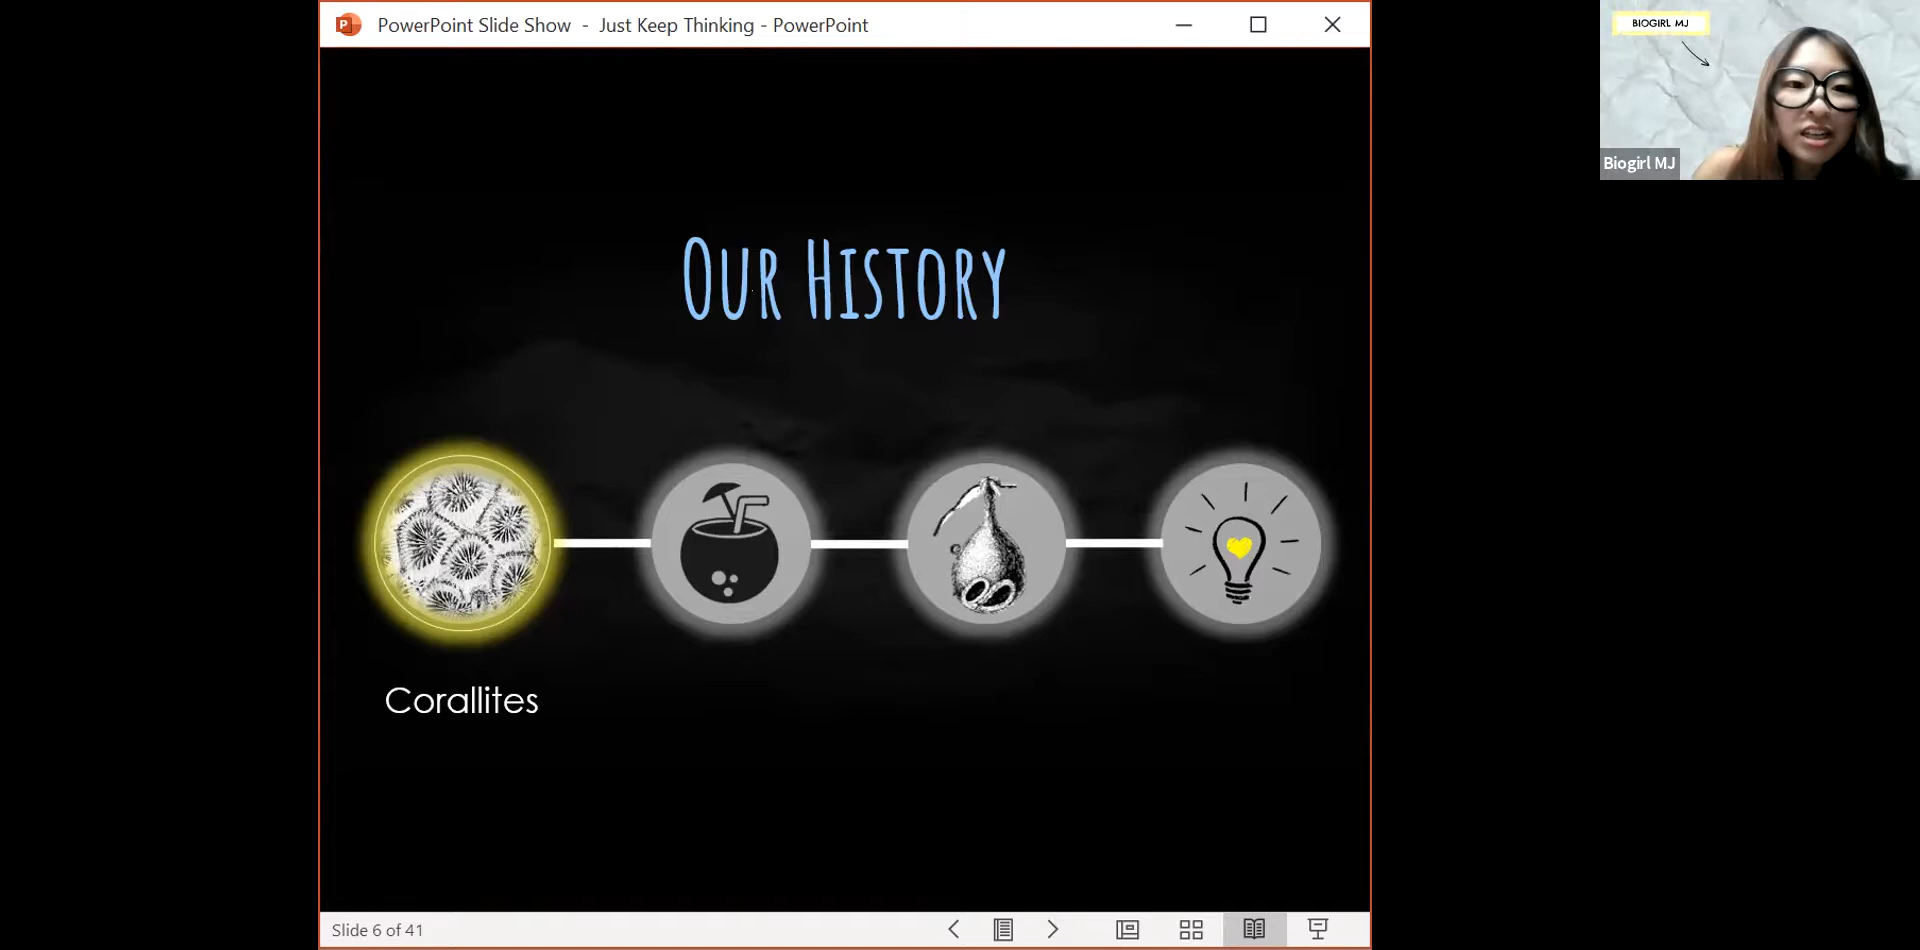 PowerPoint Slide Show - Just Keep Thinking - PowerPoint
BIOGIRL MJ
Biogirl MJ
OUR HISTORY
Corallites
Slide 6 of 41